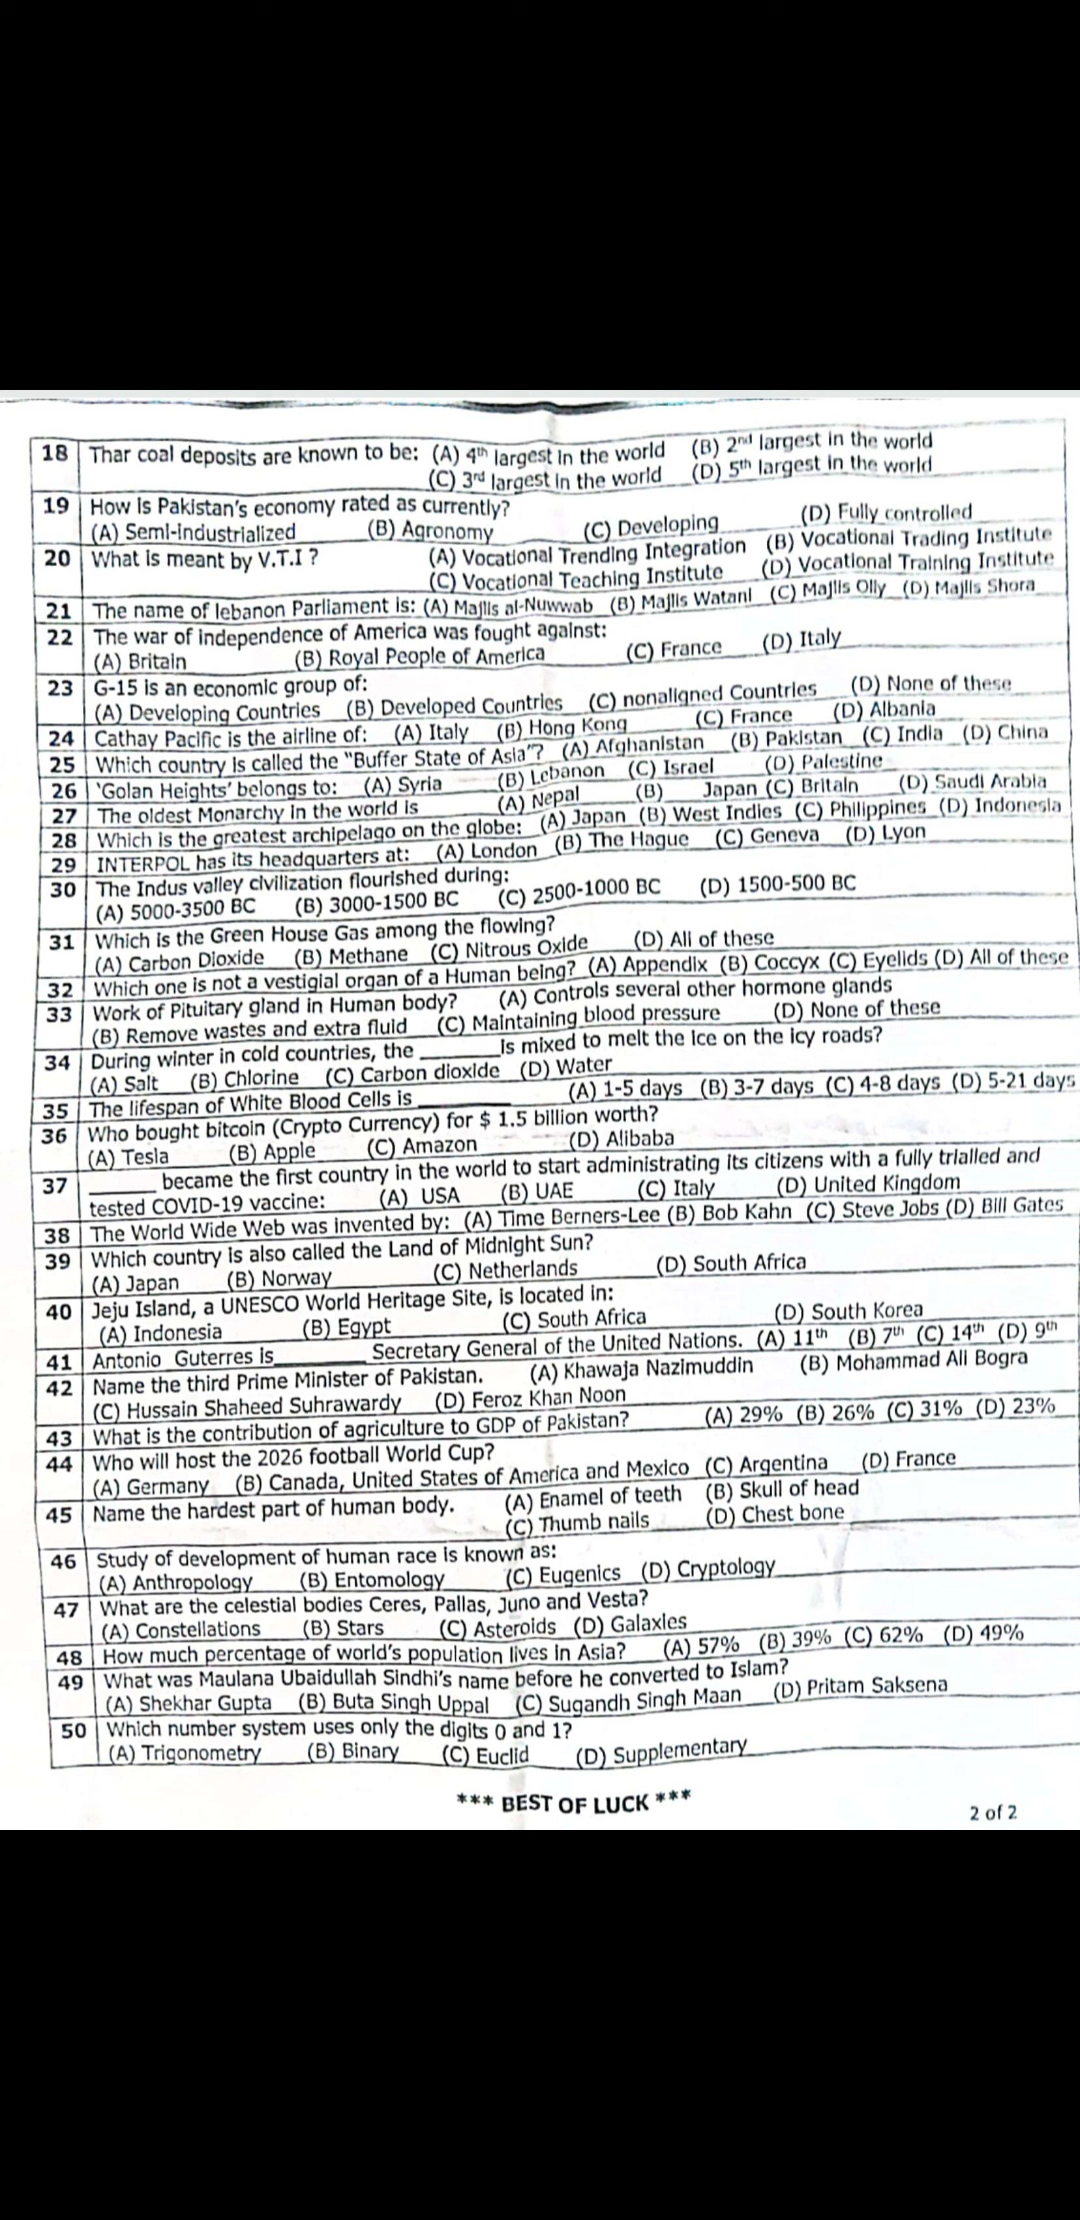 18 Thar coal deposits are known to be: (A) 4th largest in the world (B) 2nd largest in the world
(C) 3rd largest in the world (D) 5th largest in the world
19 How is Pakistan's economy rated as currently?
(A) Semi-industrialized (B) Agronomy (C) Developing (D) Fully controlled
20 What is meant by V.T.I ? (A) Vocational Trending Integration (B) Vocational Trading Institute
(C) Vocational Teaching Institute (D) Vocational Training Institute
21 The name of lebanon Parliament is: (A) Majlis al-Nuwwab (B) Majlis Watani (C) Majlis Olly (D) Majlis Shora
22 The war of independence of America was fought against:
(A) Britain (B) Royal People of America (C) France (D) Italy
23 G-15 is an economic group of:
(A) Developing Countries (B) Developed Countries (C) nonaligned Countries (D) None of these
24 Cathay Pacific is the airline of: (A) Italy (B) Hong Kong (C) France (D) Albania
25 Which country is called the "Buffer State of Asia"? (A) Afghanistan (B) Pakistan (C) India (D) China
26 'Golan Heights' belongs to: (A) Syria (B) Lebanon (C) Israel (D) Palestine
27 The oldest Monarchy in the world is (A) Nepal (B) Japan (C) Britain (D) Saudi Arabia
28 Which is the greatest archipelago on the globe: (A) Japan (B) West Indies (C) Philippines (D) Indonesia
29 INTERPOL has its headquarters at: (A) London (B) The Hague (C) Geneva (D) Lyon
30 The Indus valley civilization flourished during:
(A) 5000-3500 BC (B) 3000-1500 BC (C) 2500-1000 BC (D) 1500-500 BC
31 Which is the Green House Gas among the flowing?
(A) Carbon Dioxide (B) Methane (C) Nitrous Oxide (D) All of these
32 Which one is not a vestigial organ of a Human being? (A) Appendix (B) Coccyx (C) Eyelids (D) All of these
33 Work of Pituitary gland in Human body? (A) Controls several other hormone glands
(B) Remove wastes and extra fluid (C) Maintaining blood pressure (D) None of these
34 During winter in cold countries, the ______ is mixed to melt the ice on the icy roads?
(A) Salt (B) Chlorine (C) Carbon dioxide (D) Water
35 The lifespan of White Blood Cells is ______ (A) 1-5 days (B) 3-7 days (C) 4-8 days (D) 5-21 days
36 Who bought bitcoin (Crypto Currency) for $ 1.5 billion worth?
(A) Tesla (B) Apple (C) Amazon (D) Alibaba
37 ______ became the first country in the world to start administrating its citizens with a fully trialled and
tested COVID-19 vaccine: (A) USA (B) UAE (C) Italy (D) United Kingdom
38 The World Wide Web was invented by: (A) Time Berners-Lee (B) Bob Kahn (C) Steve Jobs (D) Bill Gates
39 Which country is also called the Land of Midnight Sun?
(A) Japan (B) Norway (C) Netherlands (D) South Africa
40 Jeju Island, a UNESCO World Heritage Site, is located in:
(A) Indonesia (B) Egypt (C) South Africa (D) South Korea
41 Antonio Guterres is______ Secretary General of the United Nations. (A) 11th (B) 7th (C) 14th (D) 9th
42 Name the third Prime Minister of Pakistan. (A) Khawaja Nazimuddin (B) Mohammad Ali Bogra
(C) Hussain Shaheed Suhrawardy (D) Feroz Khan Noon
43 What is the contribution of agriculture to GDP of Pakistan? (A) 29% (B) 26% (C) 31% (D) 23%
44 Who will host the 2026 football World Cup?
(A) Germany (B) Canada, United States of America and Mexico (C) Argentina (D) France
45 Name the hardest part of human body. (A) Enamel of teeth (B) Skull of head
(C) Thumb nails (D) Chest bone
46 Study of development of human race is known as:
(A) Anthropology (B) Entomology (C) Eugenics (D) Cryptology
47 What are the celestial bodies Ceres, Pallas, Juno and Vesta?
(A) Constellations (B) Stars (C) Asteroids (D) Galaxies
48 How much percentage of world's population lives in Asia? (A) 57% (B) 39% (C) 62% (D) 49%
49 What was Maulana Ubaidullah Sindhi's name before he converted to Islam?
(A) Shekhar Gupta (B) Buta Singh Uppal (C) Sugandh Singh Maan (D) Pritam Saksena
50 Which number system uses only the digits 0 and 1?
(A) Trigonometry (B) Binary (C) Euclid (D) Supplementary
*** BEST OF LUCK ***
2 of 2